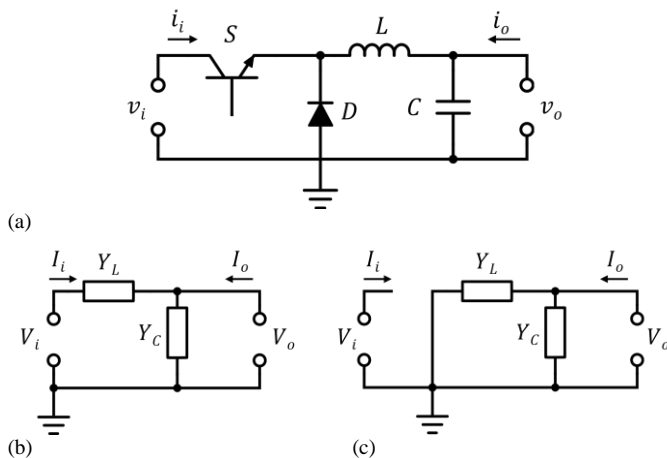 i_i S L i_o
v_i D C v_o
(a)
I_i Y_L I_o I_i Y_L I_o
V_i Y_C V_o V_i Y_C V_o
(b) (c)